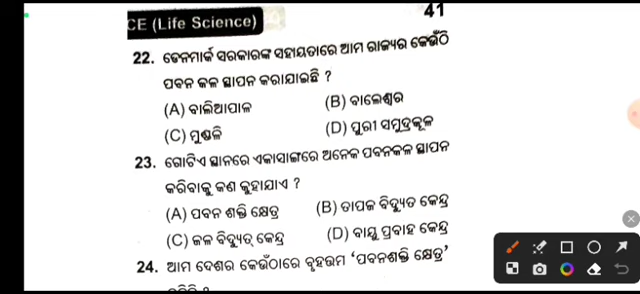 CE (Life Science) 41
22. ଡେନମାର୍କ ସରକାରଙ୍କ ସହାୟତାରେ ଆମ ରାଜ୍ୟର କେଉଁଠି
ପବନ କଳ ସ୍ଥାପନ କରାଯାଇଛି ?
(A) ବାଲିଆପାଳ (B) ବାଲେଶ୍ୱର
(C) ମୁଣ୍ଡଳି (D) ପୁରୀ ସମୁଦ୍ରକୂଳ
23. ଗୋଟିଏ ସ୍ଥାନରେ ଏକାସାଙ୍ଗରେ ଅନେକ ପବନକଳ ସ୍ଥାପନ
କରିବାକୁ କଣ କୁହାଯାଏ ?
(A) ପବନ ଶକ୍ତି କ୍ଷେତ୍ର (B) ତାପଜ ବିଦ୍ୟୁତ କେନ୍ଦ୍ର
(C) ଜଳ ବିଦ୍ୟୁତ୍ କେନ୍ଦ୍ର (D) ବାୟୁ ପ୍ରବାହ କେନ୍ଦ୍ର
24. ଆମ ଦେଶର କେଉଁଠାରେ ବୃହତ୍ତମ ‘ପବନଶକ୍ତି କ୍ଷେତ୍ର’